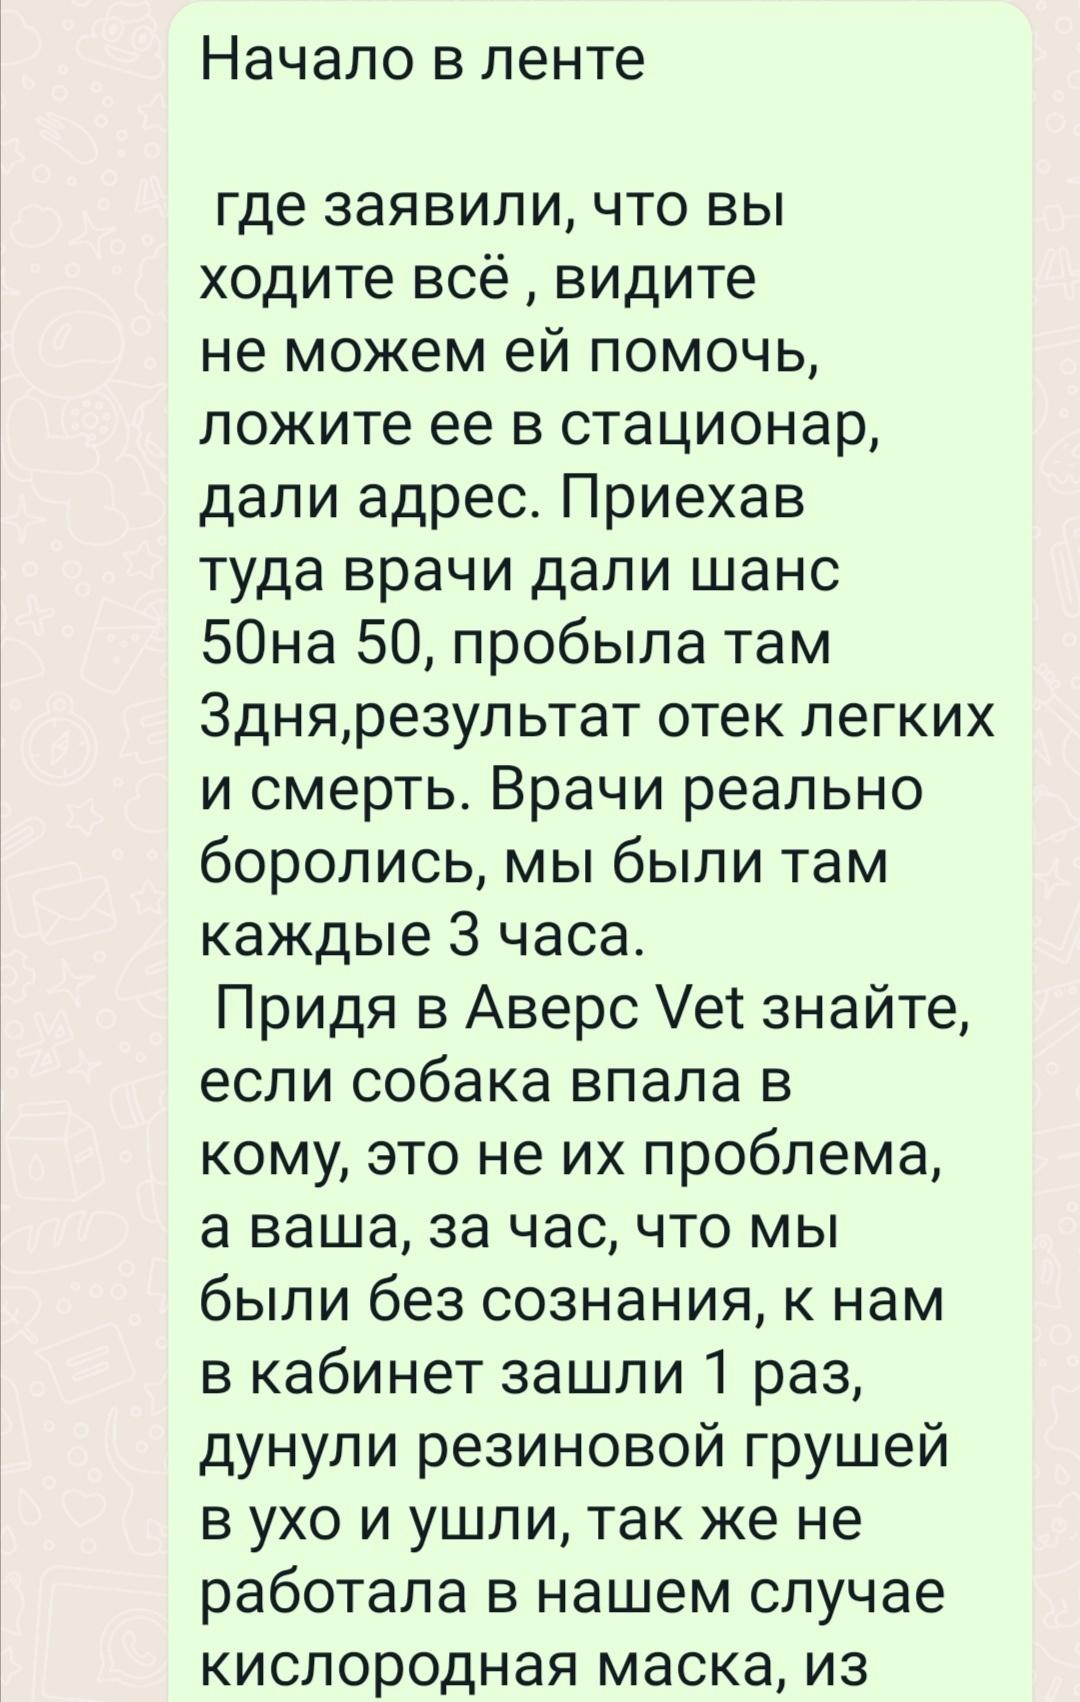 Начало в ленте
где заявили, что вы
ходите всё , видите
не можем ей помочь,
ложите ее в стационар,
дали адрес. Приехав
туда врачи дали шанс
50на 50, пробыла там
3дня,результат отек легких
и смерть. Врачи реально
боролись, мы были там
каждые 3 часа.
Придя в Аверс Vet знайте,
если собака впала в
кому, это не их проблема,
а ваша, за час, что мы
были без сознания, к нам
в кабинет зашли 1 раз,
дунули резиновой грушей
в ухо и ушли, так же не
работала в нашем случае
кислородная маска, из